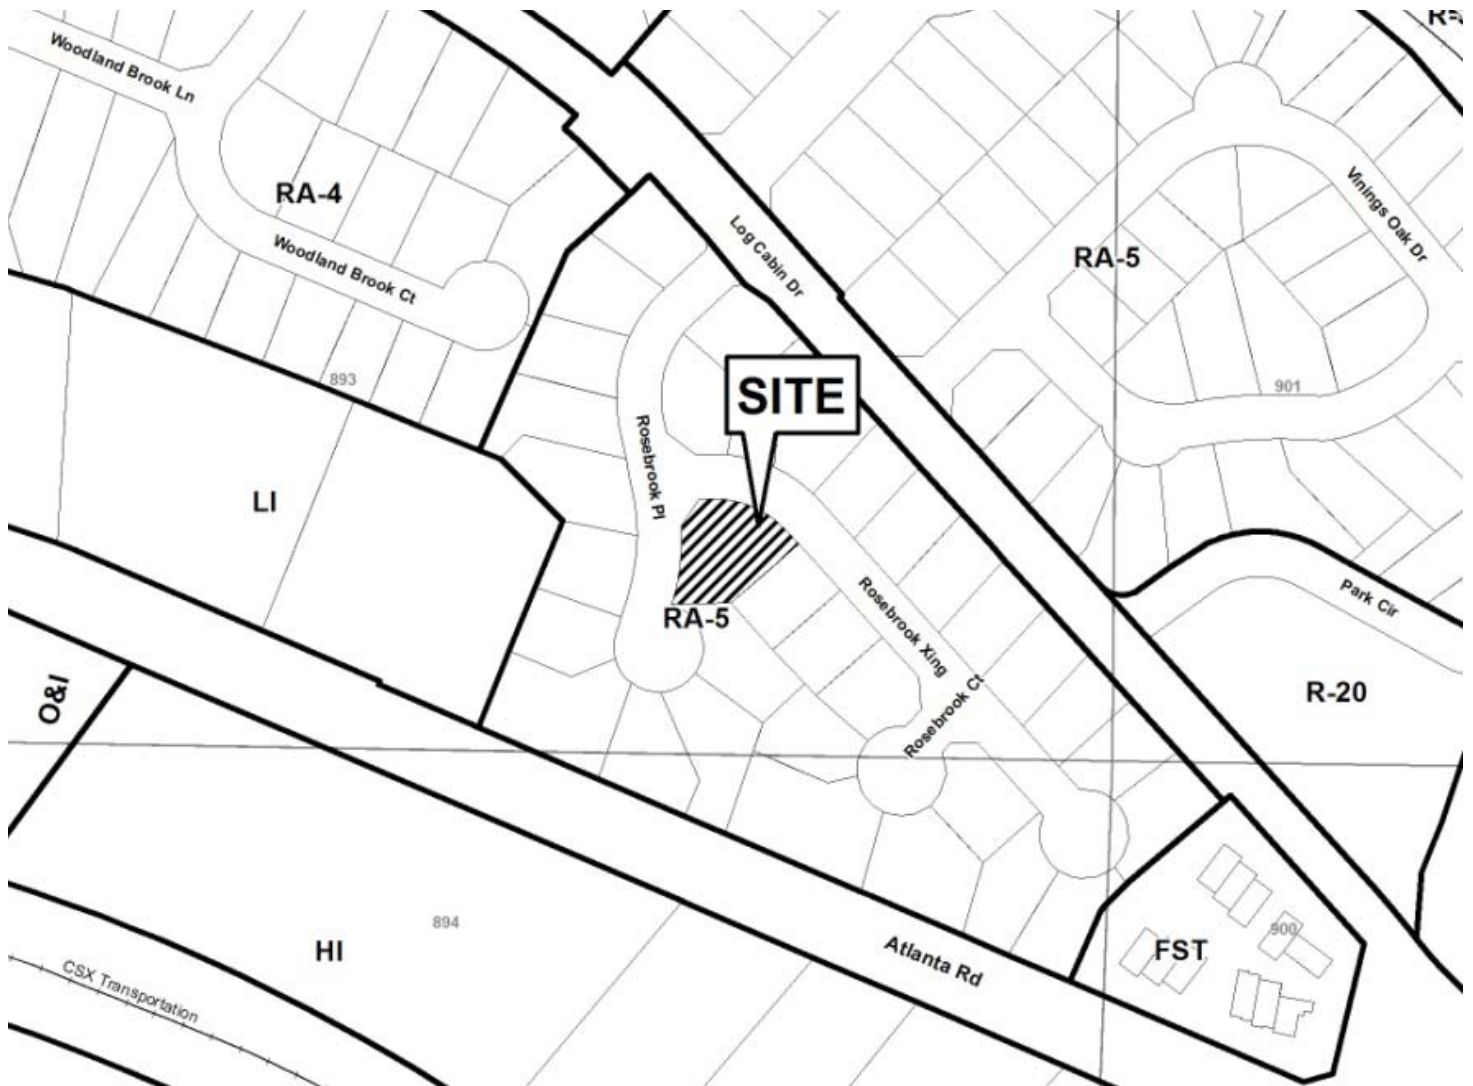 Woodland Brook Ln
RA-4
Woodland Brook Ct
Log Cabin Dr
Vinings Oak Dr
RA-5
893
901
SITE
Rosebrook Pl
LI
RA-5
Rosebrook Xing
Park Cir
Rosebrook Ct
R-20
O&I
894
HI
Atlanta Rd
FST
900
CSX Transportation